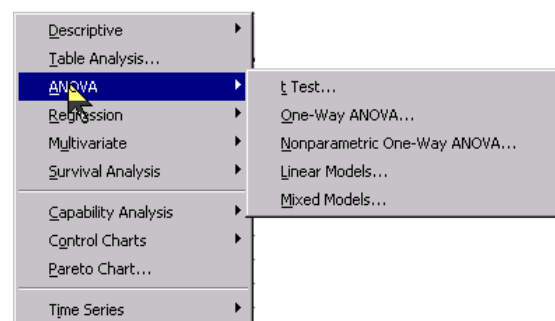 Descriptive
Table Analysis...
ANOVA
Regression
Multivariate
Survival Analysis
Capability Analysis
Control Charts
Pareto Chart...
Time Series
t Test...
One-Way ANOVA...
Nonparametric One-Way ANOVA...
Linear Models...
Mixed Models...